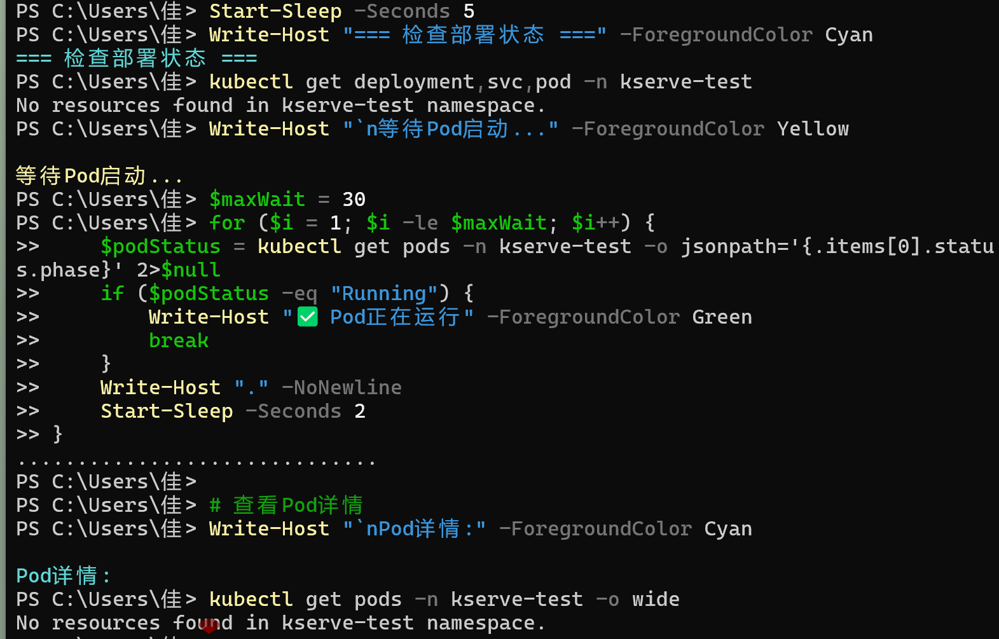 PS C:\Users\佳> Start-Sleep -Seconds 5
PS C:\Users\佳> Write-Host "=== 检查部署状态 ===" -ForegroundColor Cyan
=== 检查部署状态 ===
PS C:\Users\佳> kubectl get deployment,svc,pod -n kserve-test
No resources found in kserve-test namespace.
PS C:\Users\佳> Write-Host "`n等待Pod启动..." -ForegroundColor Yellow
等待Pod启动...
PS C:\Users\佳> $maxWait = 30
PS C:\Users\佳> for ($i = 1; $i -le $maxWait; $i++) {
>>     $podStatus = kubectl get pods -n kserve-test -o jsonpath='{.items[0].statu
s.phase}' 2>$null
>>     if ($podStatus -eq "Running") {
>>         Write-Host "✅ Pod正在运行" -ForegroundColor Green
>>         break
>>     }
>>     Write-Host "." -NoNewline
>>     Start-Sleep -Seconds 2
>> }
..............................
PS C:\Users\佳>
PS C:\Users\佳> # 查看Pod详情
PS C:\Users\佳> Write-Host "`nPod详情:" -ForegroundColor Cyan
Pod详情:
PS C:\Users\佳> kubectl get pods -n kserve-test -o wide
No resources found in kserve-test namespace.